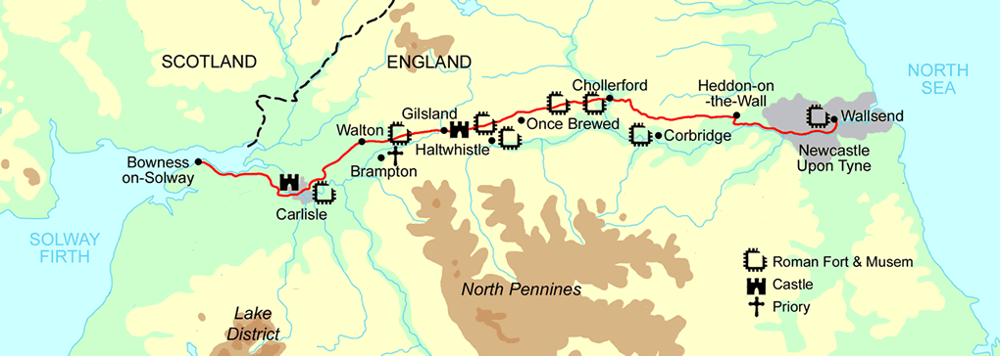 SCOTLAND
ENGLAND
NORTH
SEA
Chollerford
Heddon-on
-the-Wall
Gilsland
Walton
Once Brewed
Wallsend
Corbridge
Haltwhistle
Newcastle
Upon Tyne
Bowness
on-Solway
Brampton
Carlisle
SOLWAY
FIRTH
Roman Fort & Musem
Castle
Priory
North Pennines
Lake
District